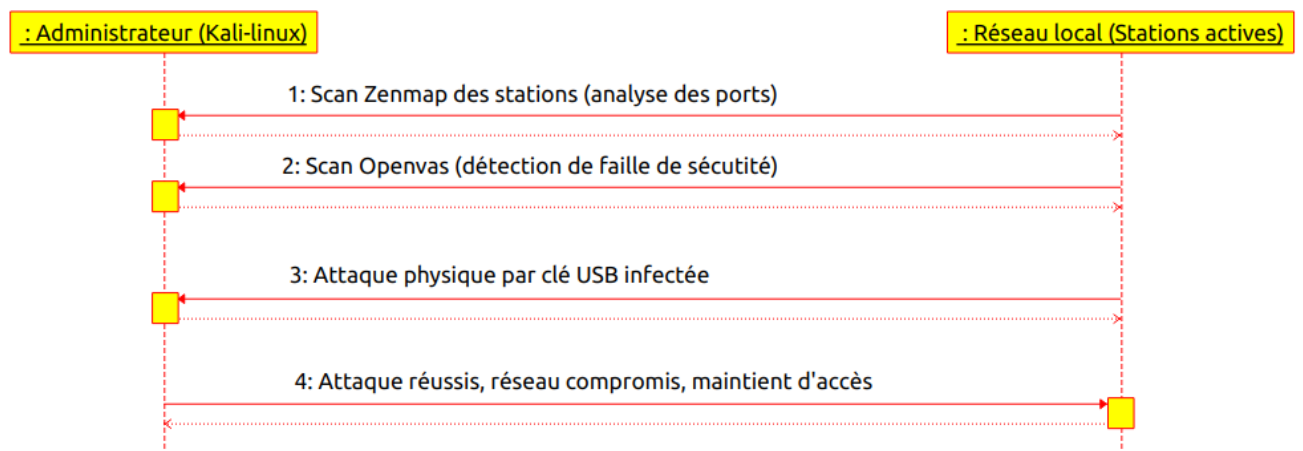 : Administrateur (Kali-linux)
: Réseau local (Stations actives)
1: Scan Zenmap des stations (analyse des ports)
2: Scan Openvas (détection de faille de sécutité)
3: Attaque physique par clé USB infectée
4: Attaque réussis, réseau compromis, maintient d'accès